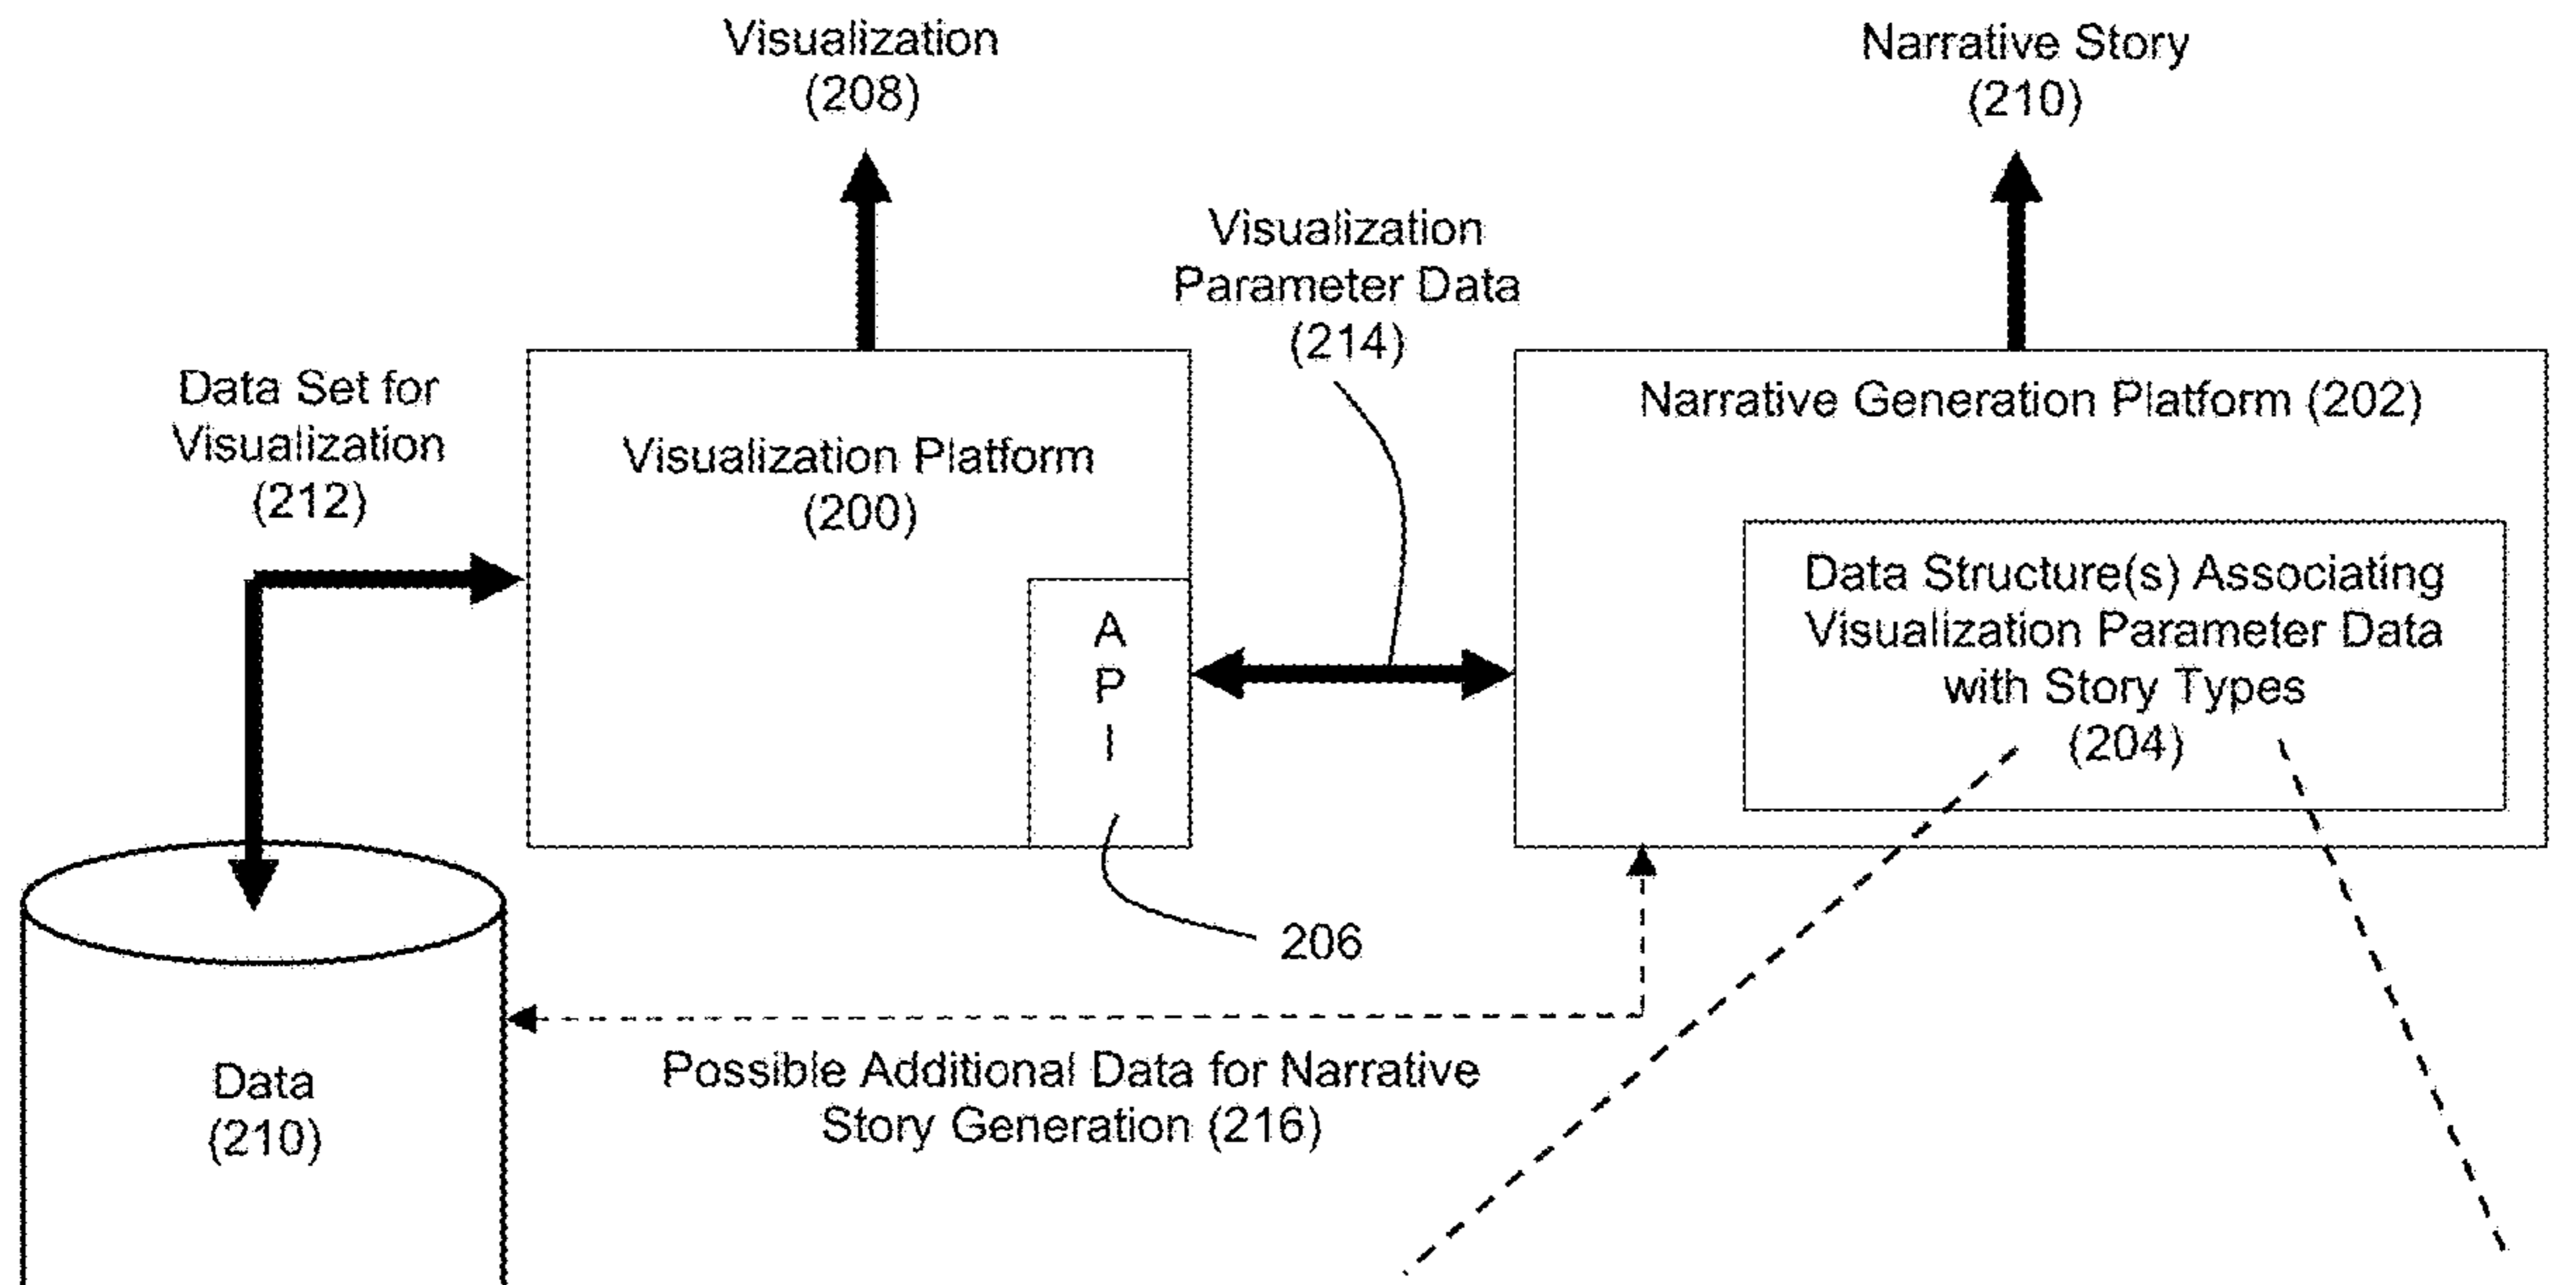 Visualization
(208)
Narrative Story
(210)
Visualization
Parameter Data
(214)
Data Set for
Visualization
(212)
Visualization Platform
(200)
A
P
I
206
Narrative Generation Platform (202)
Data Structure(s) Associating
Visualization Parameter Data
with Story Types
(204)
Data
(210)
Possible Additional Data for Narrative
Story Generation (216)